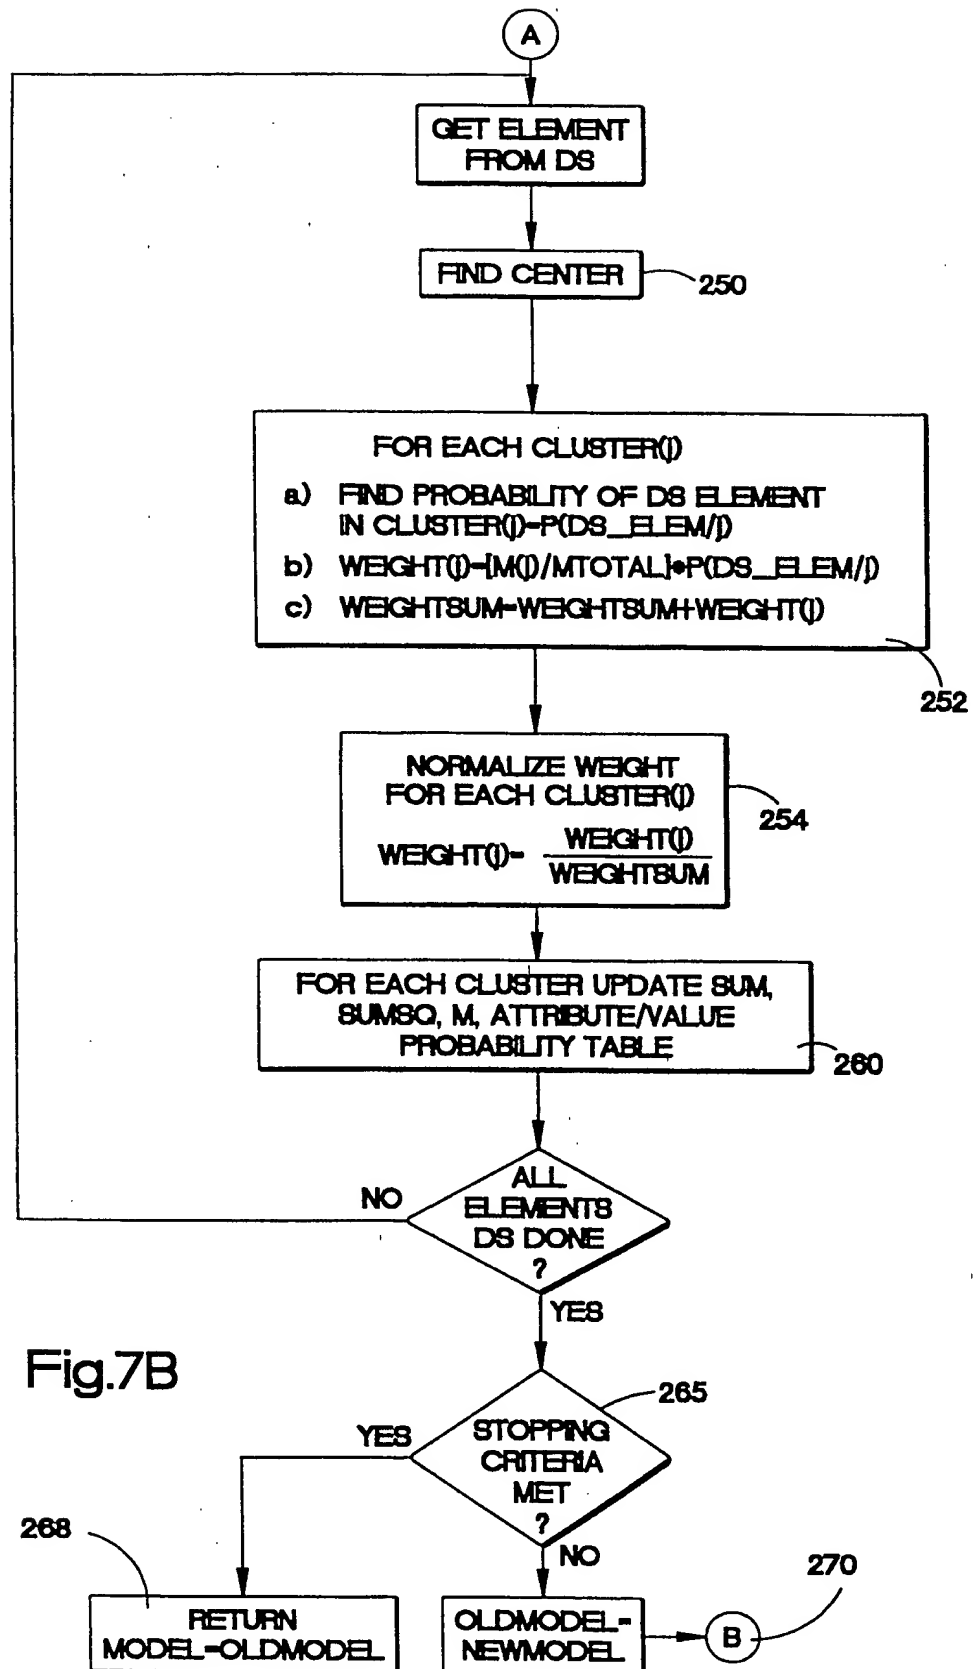 A
GET ELEMENT
FROM DS
FIND CENTER
250
FOR EACH CLUSTER(j)
a) FIND PROBABILITY OF DS ELEMENT
IN CLUSTER(j)=P(DS_ELEM/j)
b) WEIGHT(j)=[M(j)/MTOTAL]*P(DS_ELEM/j)
c) WEIGHTSUM=WEIGHTSUM+WEIGHT(j)
252
NORMALIZE WEIGHT
FOR EACH CLUSTER(j)
WEIGHT(j)= WEIGHT(j)
WEIGHTSUM
254
FOR EACH CLUSTER UPDATE SUM,
SUMSQ, M, ATTRIBUTE/VALUE
PROBABILITY TABLE
260
NO
ALL
ELEMENTS
DS DONE
?
YES
Fig.7B
265
YES
STOPPING
CRITERIA
MET
?
NO
268
270
RETURN
MODEL=OLDMODEL
OLDMODEL=
NEWMODEL
B